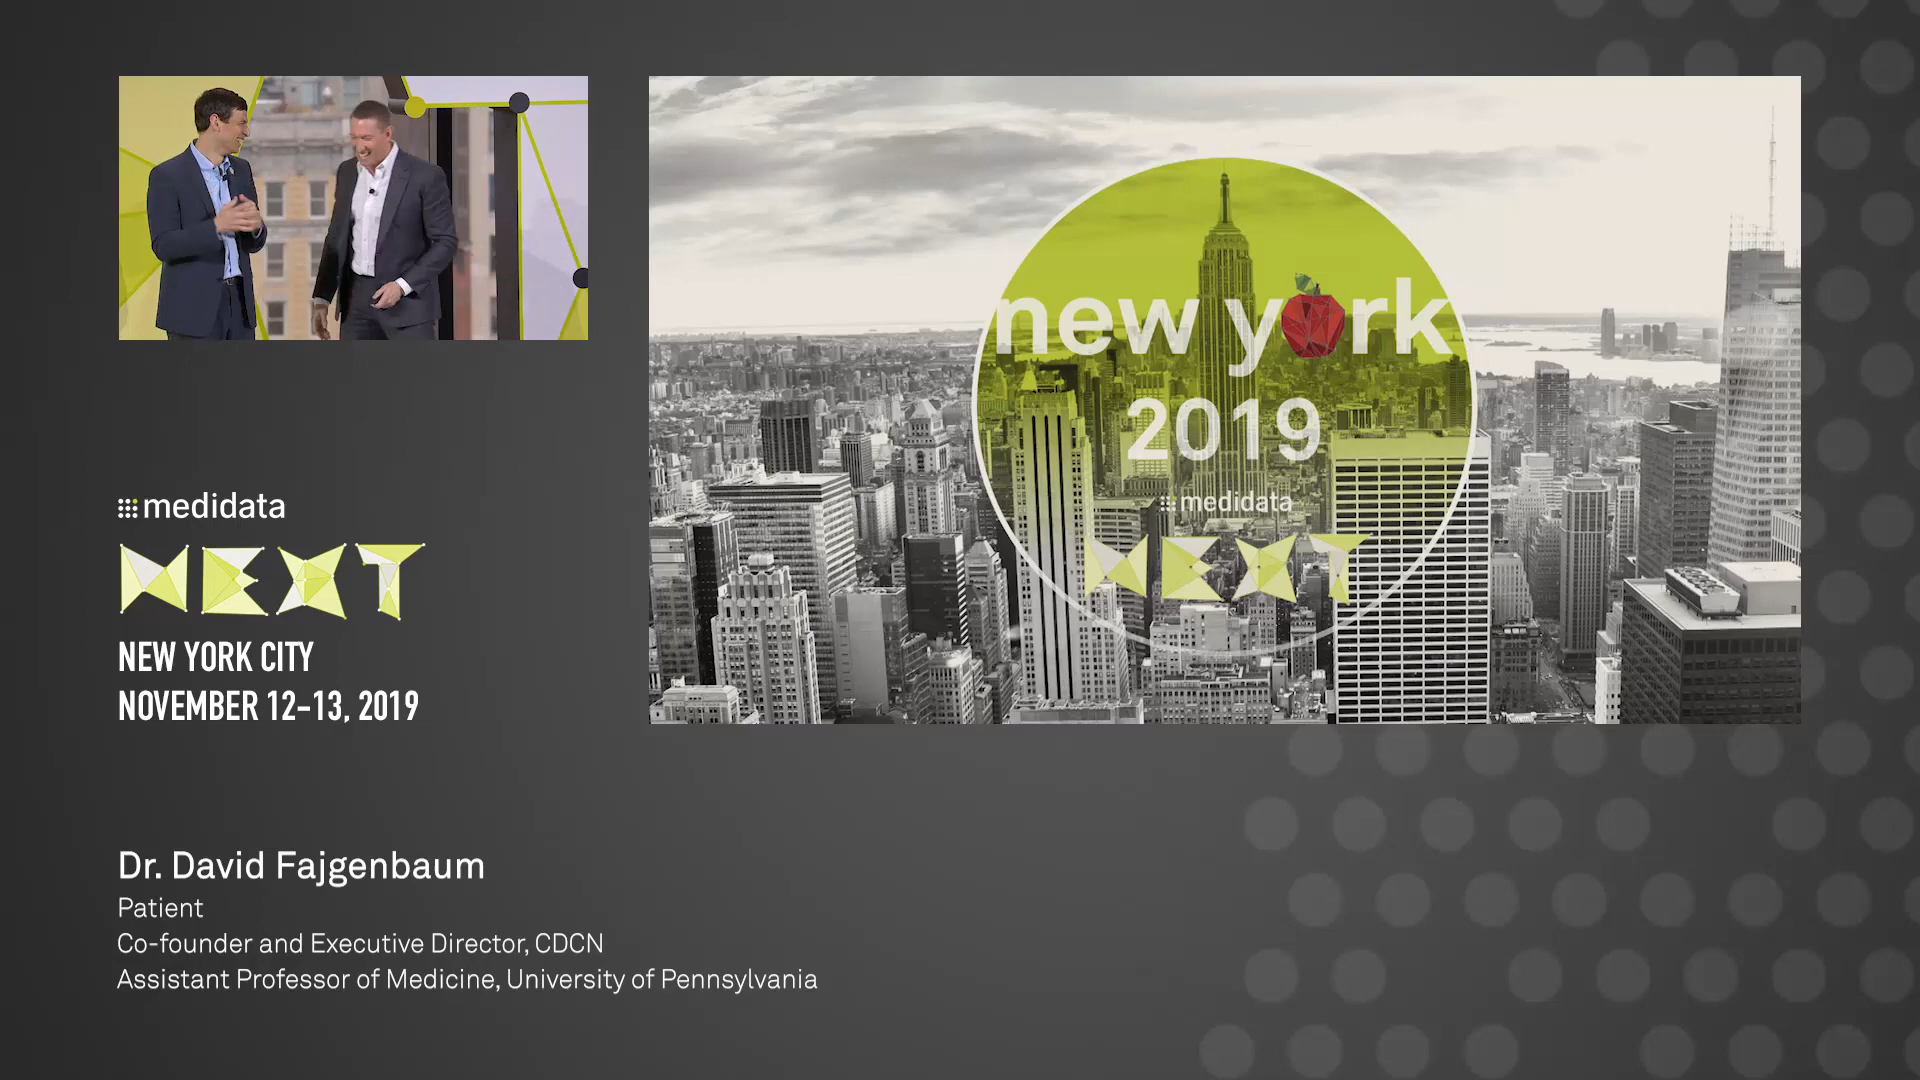 new york
2019
medidata
NEXT
medidata
NEXT
NEW YORK CITY
NOVEMBER 12-13, 2019
Dr. David Fajgenbaum
Patient
Co-founder and Executive Director, CDCN
Assistant Professor of Medicine, University of Pennsylvania